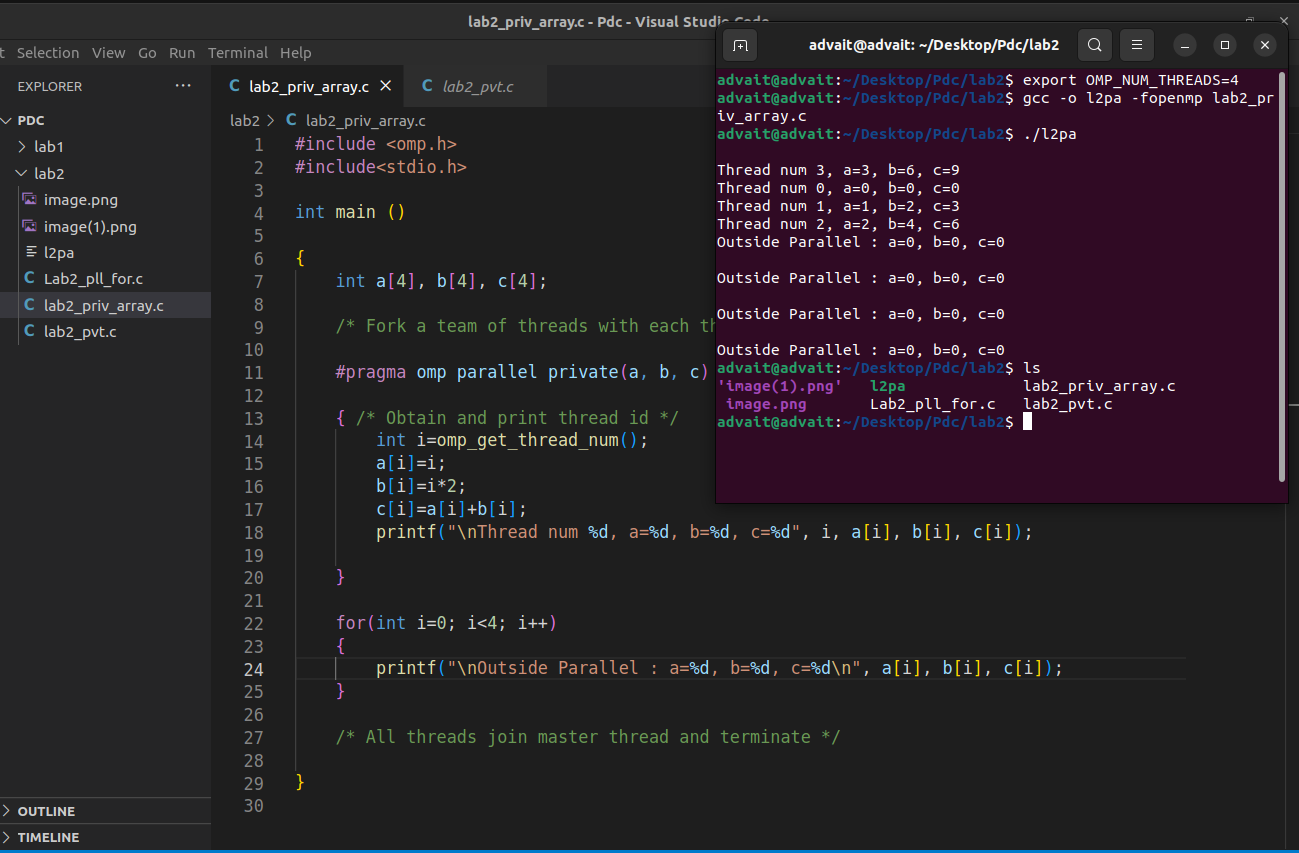 lab2_priv_array.c - Pdc - Visual Studio Code
t Selection View Go Run Terminal Help
EXPLORER ···
PDC
lab1
lab2
image.png
image(1).png
l2pa
Lab2_pll_for.c
lab2_priv_array.c
lab2_pvt.c
OUTLINE
TIMELINE
C lab2_priv_array.c × C lab2_pvt.c
lab2 > C lab2_priv_array.c
1 #include <omp.h>
2 #include<stdio.h>
3
4 int main ()
5
6 {
7 int a[4], b[4], c[4];
8
9 /* Fork a team of threads with each th
10
11 #pragma omp parallel private(a, b, c)
12
13 { /* Obtain and print thread id */
14 int i=omp_get_thread_num();
15 a[i]=i;
16 b[i]=i*2;
17 c[i]=a[i]+b[i];
18 printf("\nThread num %d, a=%d, b=%d, c=%d", i, a[i], b[i], c[i]);
19
20 }
21
22 for(int i=0; i<4; i++)
23 {
24 printf("\nOutside Parallel : a=%d, b=%d, c=%d\n", a[i], b[i], c[i]);
25 }
26
27 /* All threads join master thread and terminate */
28
29 }
30
advait@advait: ~/Desktop/Pdc/lab2
advait@advait:~/Desktop/Pdc/lab2$ export OMP_NUM_THREADS=4
advait@advait:~/Desktop/Pdc/lab2$ gcc -o l2pa -fopenmp lab2_pr
iv_array.c
advait@advait:~/Desktop/Pdc/lab2$ ./l2pa
Thread num 3, a=3, b=6, c=9
Thread num 0, a=0, b=0, c=0
Thread num 1, a=1, b=2, c=3
Thread num 2, a=2, b=4, c=6
Outside Parallel : a=0, b=0, c=0
Outside Parallel : a=0, b=0, c=0
Outside Parallel : a=0, b=0, c=0
Outside Parallel : a=0, b=0, c=0
advait@advait:~/Desktop/Pdc/lab2$ ls
'image(1).png' l2pa lab2_priv_array.c
image.png Lab2_pll_for.c lab2_pvt.c
advait@advait:~/Desktop/Pdc/lab2$